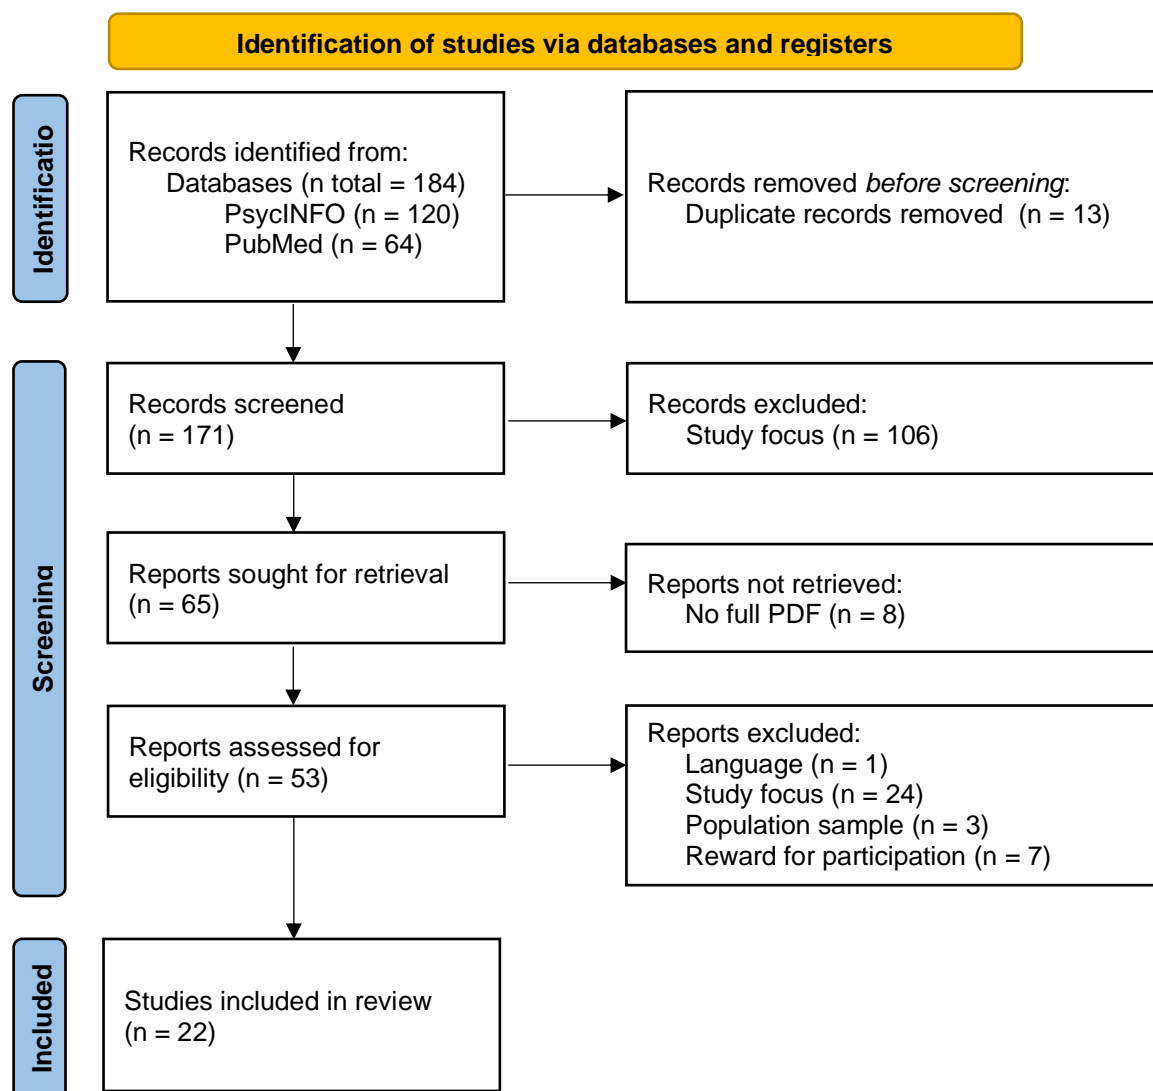 Identification of studies via databases and registers
Identificatio
Records identified from:
Databases (n total = 184)
PsycINFO (n = 120)
PubMed (n = 64)
Records removed before screening:
Duplicate records removed  (n = 13)
Screening
Records screened
(n = 171)
Records excluded:
Study focus (n = 106)
Reports sought for retrieval
(n = 65)
Reports not retrieved:
No full PDF (n = 8)
Reports assessed for
eligibility (n = 53)
Reports excluded:
Language (n = 1)
Study focus (n = 24)
Population sample (n = 3)
Reward for participation (n = 7)
Included
Studies included in review
(n = 22)